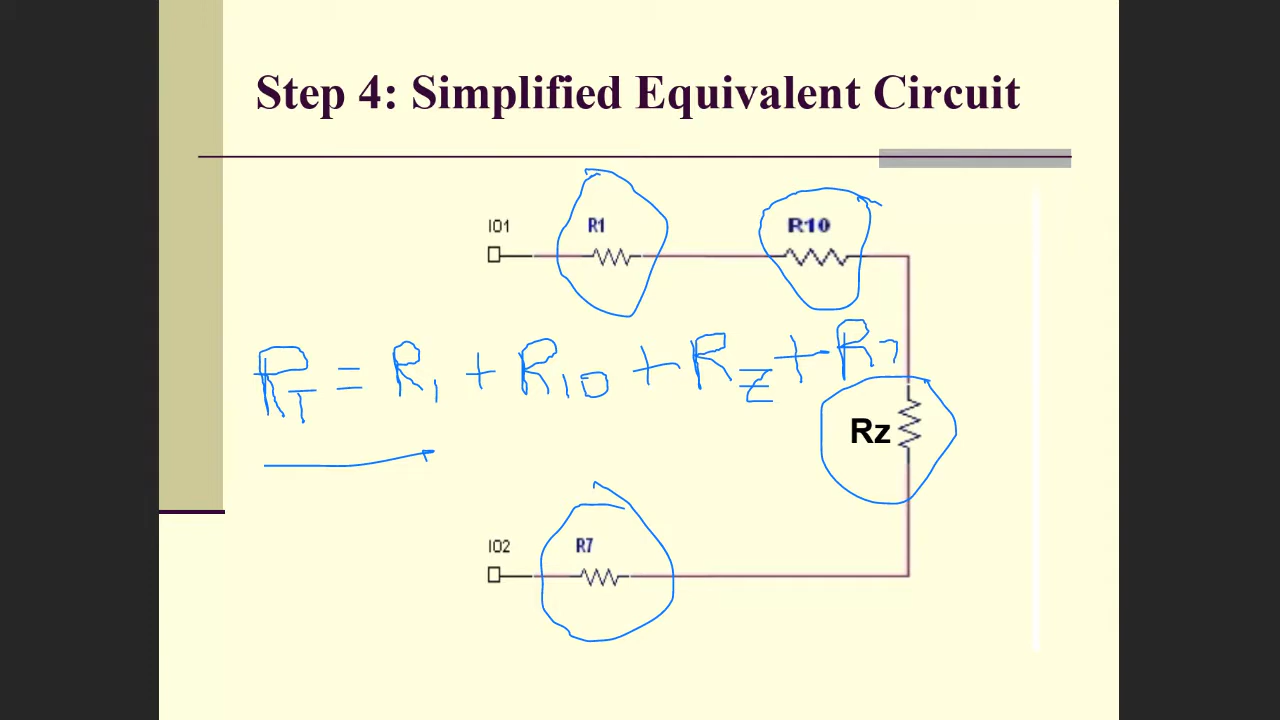 Step 4: Simplified Equivalent Circuit
IO1
R1
R10
RT = R1 + R10 + RZ + R7
Rz
IO2
R7